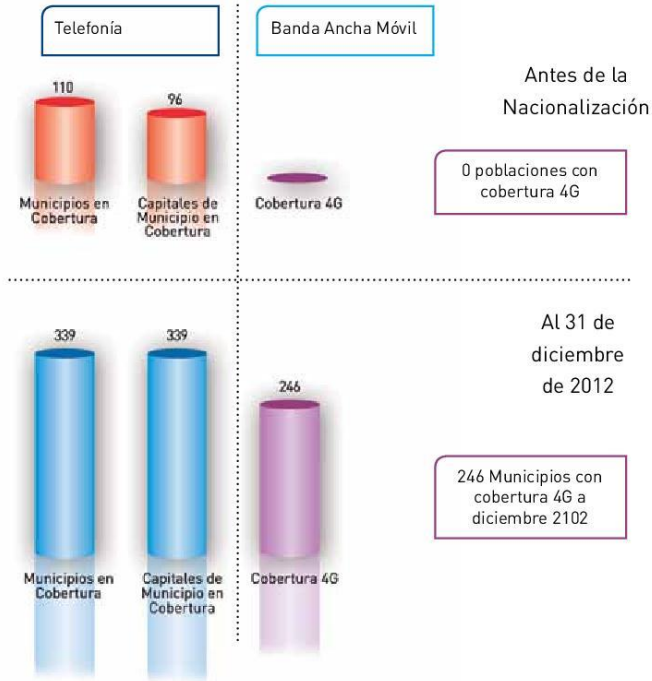 Telefonía
Banda Ancha Móvil
Antes de la
Nacionalización
110
96
Municipios en
Cobertura
Capitales de
Municipio en
Cobertura
Cobertura 4G
0 poblaciones con
cobertura 4G
Al 31 de
diciembre
de 2012
339
339
246
Municipios en
Cobertura
Capitales de
Municipio en
Cobertura
Cobertura 4G
246 Municipios con
cobertura 4G a
diciembre 2102